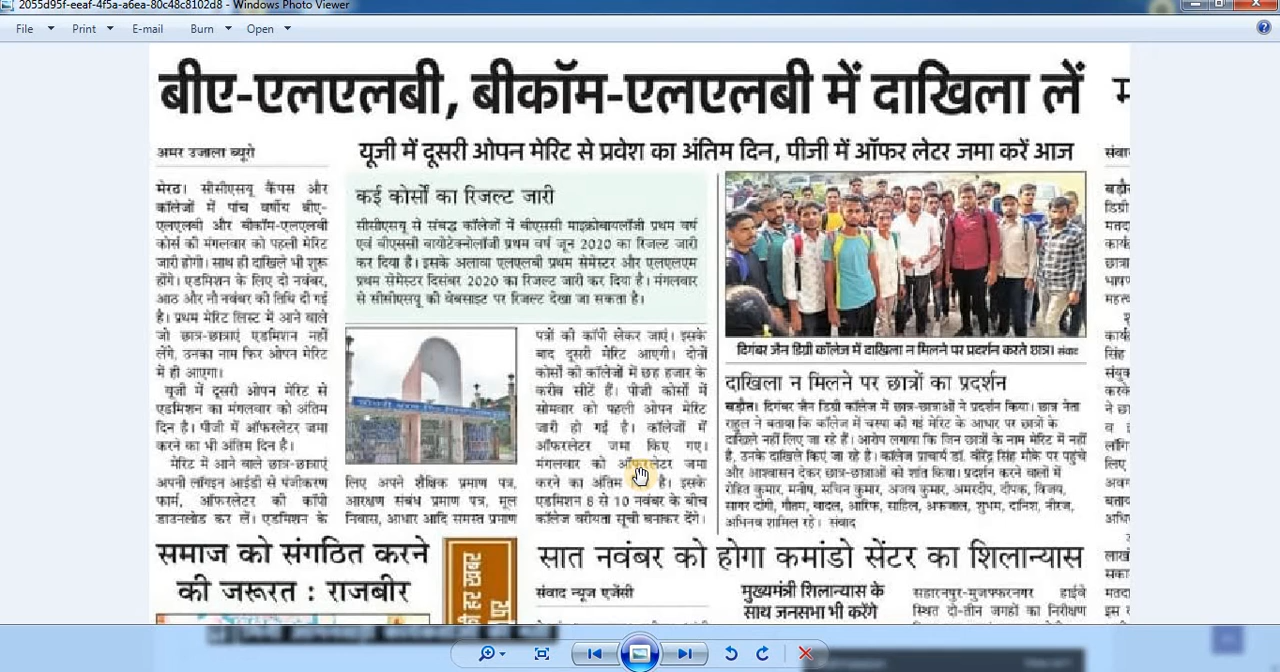 2055d95f-eeaf-4f5a-a6ea-80c48c8102d8 - Windows Photo Viewer
File Print E-mail Burn Open
बीए-एलएलबी, बीकॉम-एलएलबी में दाखिला लें
अमर उजाला ब्यूरो
यूजी में दूसरी ओपन मेरिट से प्रवेश का अंतिम दिन, पीजी में ऑफर लेटर जमा करें आज
मेरठ। सीसीएसयू कैंपस और
कॉलेजों में पांच वर्षीय बीए-
एलएलबी और बीकॉम-एलएलबी
कोर्स की मंगलवार को पहली मेरिट
जारी होगी। साथ ही दाखिले भी शुरू
होंगे। एडमिशन के लिए दो नवंबर,
आठ और नौ नवंबर की तिथि दी गई
है। प्रथम मेरिट लिस्ट में आने वाले
जो छात्र-छात्राएं एडमिशन नहीं
लेंगे, उनका नाम फिर ओपन मेरिट
में ही आएगा।
यूजी में दूसरी ओपन मेरिट से
एडमिशन का मंगलवार को अंतिम
दिन है। पीजी में ऑफरलेटर जमा
करने का भी अंतिम दिन है।
मेरिट में आने वाले छात्र-छात्राएं
अपनी लॉगइन आईडी से पंजीकरण
फार्म, ऑफरलेटर की कॉपी
डाउनलोड कर लें। एडमिशन के
कई कोर्सों का रिजल्ट जारी
सीसीएसयू से संबद्ध कॉलेजों में बीएससी माइक्रोबायलॉजी प्रथम वर्ष
एवं बीएससी बायोटेक्नोलॉजी प्रथम वर्ष जून 2020 का रिजल्ट जारी
कर दिया है। इसके अलावा एलएलबी प्रथम सेमेस्टर और एलएलएम
प्रथम सेमेस्टर दिसंबर 2020 का रिजल्ट जारी कर दिया है। मंगलवार
से सीसीएसयू की वेबसाइट पर रिजल्ट देखा जा सकता है।
लिए अपने शैक्षिक प्रमाण पत्र,
आरक्षण संबंध प्रमाण पत्र, मूल
निवास, आधार आदि समस्त प्रमाण
पत्रों की कॉपी लेकर जाएं। इसके
बाद दूसरी मेरिट आएगी। दोनों
कोर्सों की कॉलेजों में छह हजार के
करीब सीटें हैं। पीजी कोर्सों में
सोमवार को पहली ओपन मेरिट
जारी हो गई है। कॉलेजों में
ऑफरलेटर जमा किए गए।
मंगलवार को ऑफरलेटर जमा
करने का अंतिम है। इसके
एडमिशन 8 से 10 नवंबर के बीच
कॉलेज वरीयता सूची बनाकर देंगे।
दिगंबर जैन डिग्री कॉलेज में दाखिला न मिलने पर प्रदर्शन करते छात्र। संवाद
दाखिला न मिलने पर छात्रों का प्रदर्शन
बड़ौत। दिगंबर जैन डिग्री कॉलेज में छात्र-छात्राओं ने प्रदर्शन किया। छात्र नेता
राहुल ने बताया कि कॉलेज में चस्पा की गई मेरिट के आधार पर छात्रों के
दाखिले नहीं लिए जा रहे हैं। आरोप लगाया कि जिन छात्रों के नाम मेरिट में नहीं
है, उनके दाखिले किए जा रहे है। कॉलेज प्राचार्य डॉ. वीरेंद्र सिंह मौके पर पहुंचे
और आश्वासन देकर छात्र-छात्राओं को शांत किया। प्रदर्शन करने वालों में
रोहित कुमार, मनीष, सचिन कुमार, अजय कुमार, अमरदीप, दीपक, विजय,
सागर दांगी, गौतम, बादल, आरिफ, साहिल, अफजाल, शुभम, दानिश, नीरज,
अभिनव शामिल रहे। संवाद
समाज को संगठित करने
की जरूरत : राजबीर
सात नवंबर को होगा कमांडो सेंटर का शिलान्यास
संवाद न्यूज एजेंसी
मुख्यमंत्री शिलान्यास के
साथ जनसभा भी करेंगे
सहारनपुर-मुजफ्फरनगर हाईवे
स्थित दो-तीन जगहों का निरीक्षण